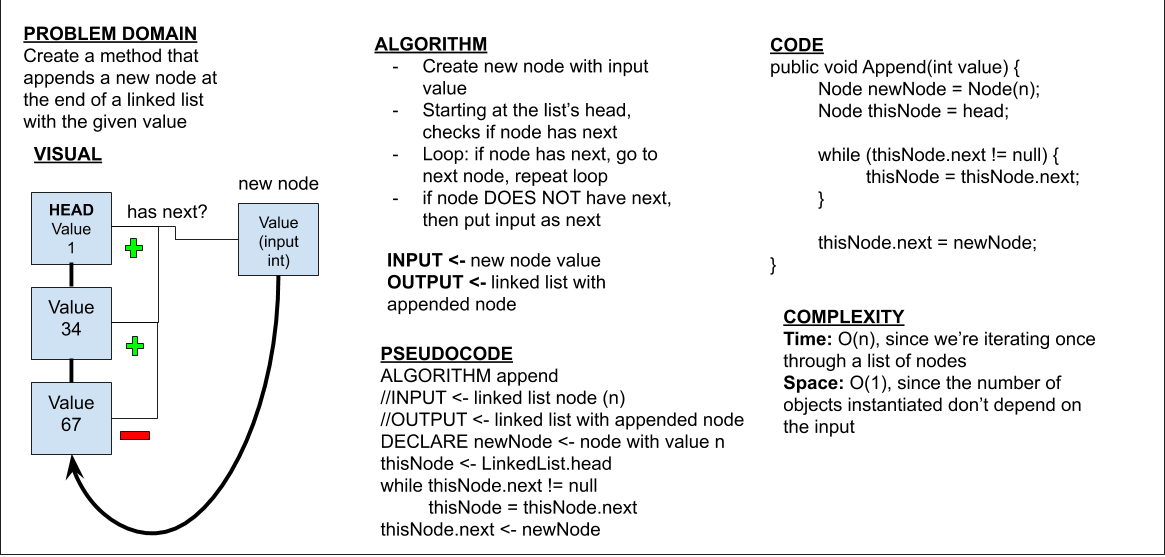 PROBLEM DOMAIN
Create a method that
appends a new node at
the end of a linked list
with the given value
VISUAL
new node
HEAD
Value
1
has next?
Value
(input
int)
Value
34
Value
67
ALGORITHM
- Create new node with input
value
- Starting at the list's head,
checks if node has next
- Loop: if node has next, go to
next node, repeat loop
- if node DOES NOT have next,
then put input as next
INPUT <- new node value
OUTPUT <- linked list with
appended node
PSEUDOCODE
ALGORITHM append
//INPUT <- linked list node (n)
//OUTPUT <- linked list with appended node
DECLARE newNode <- node with value n
thisNode <- LinkedList.head
while thisNode.next != null
thisNode = thisNode.next
thisNode.next <- newNode
CODE
public void Append(int value) {
Node newNode = Node(n);
Node thisNode = head;
while (thisNode.next != null) {
thisNode = thisNode.next;
}
thisNode.next = newNode;
}
COMPLEXITY
Time: O(n), since we're iterating once
through a list of nodes
Space: O(1), since the number of
objects instantiated don't depend on
the input